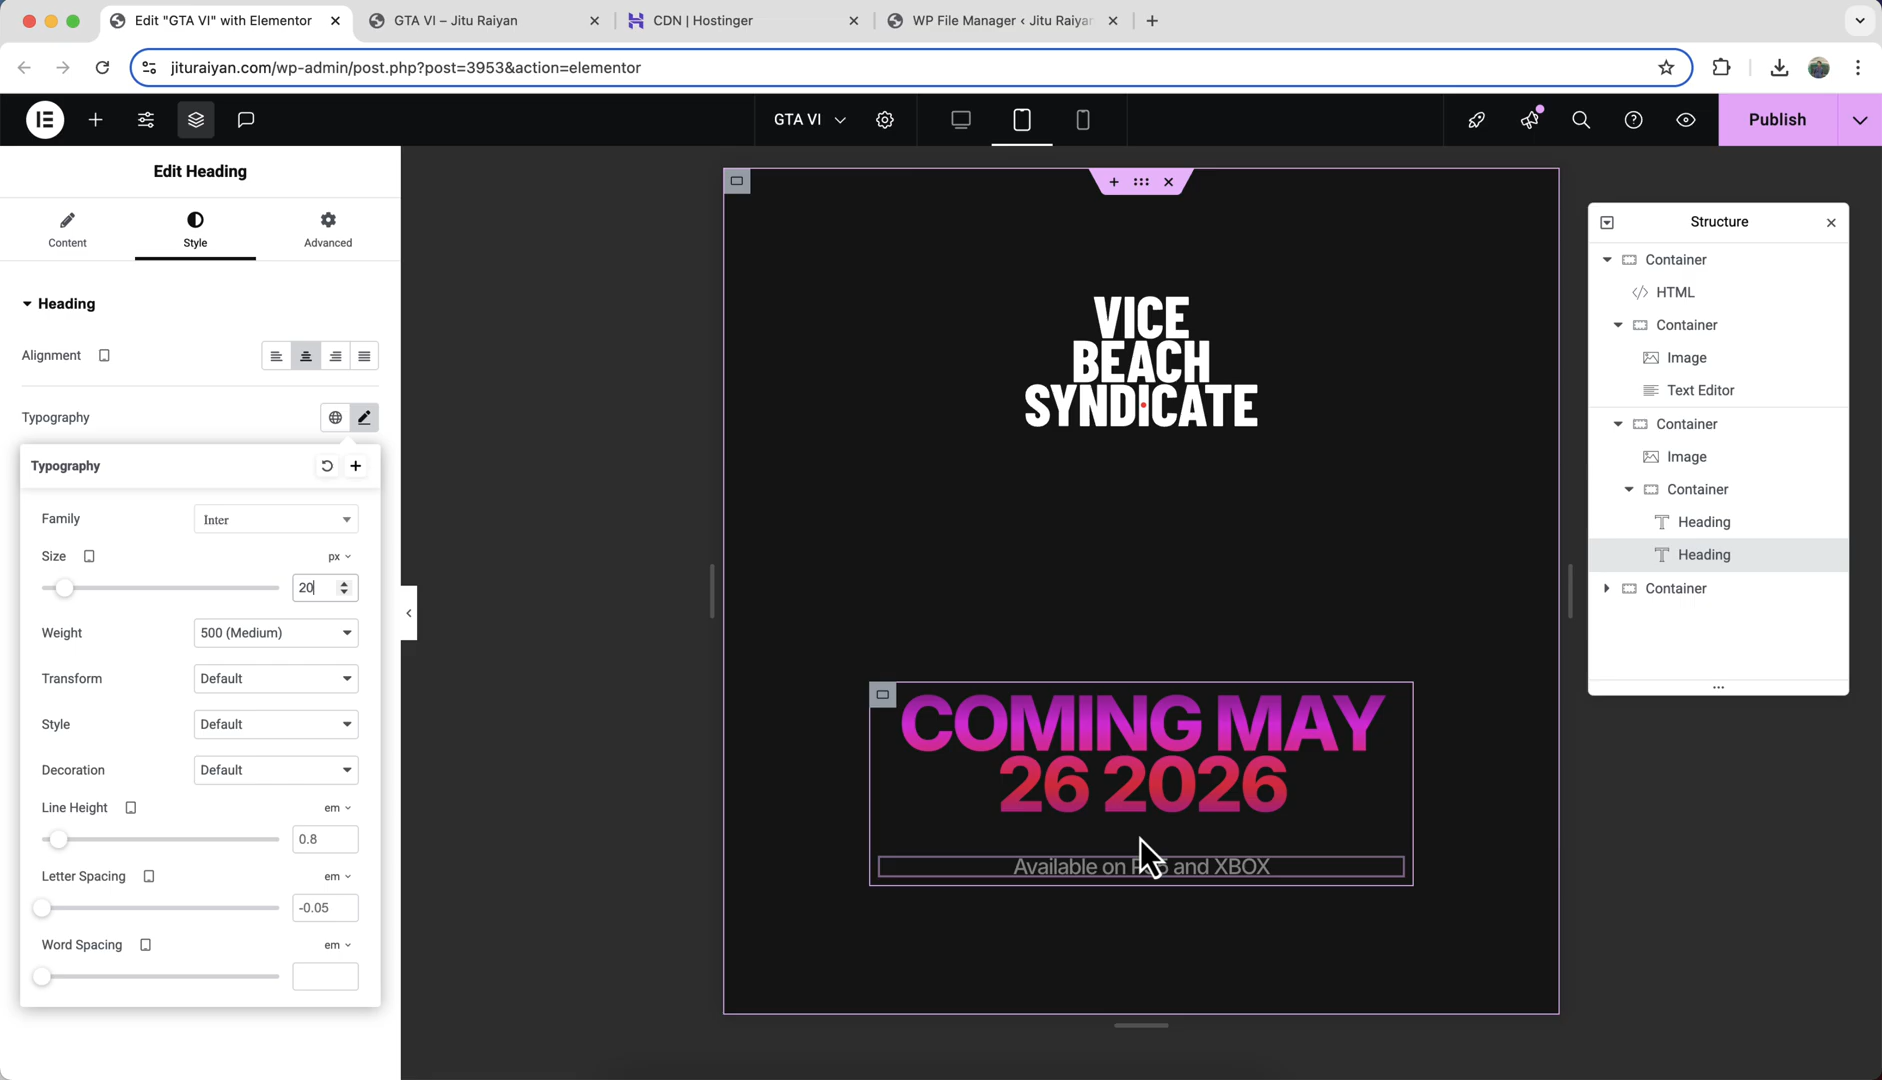 Edit "GTA VI" with Elementor
GTA VI – Jitu Raiyan
CDN | Hostinger
WP File Manager ‹ Jitu Raiya
jituraiyan.com/wp-admin/post.php?post=3953&action=elementor
GTA VI
Publish
Edit Heading
Content
Style
Advanced
Heading
Alignment
Typography
Typography
Family
Inter
Size
px
20
Weight
500 (Medium)
Transform
Default
Style
Default
Decoration
Default
Line Height
em
0.8
Letter Spacing
em
-0.05
Word Spacing
em
VICE
BEACH
SYNDICATE
COMING MAY
26 2026
Available on and XBOX
Structure
Container
HTML
Container
Image
Text Editor
Container
Image
Container
Heading
Heading
Container